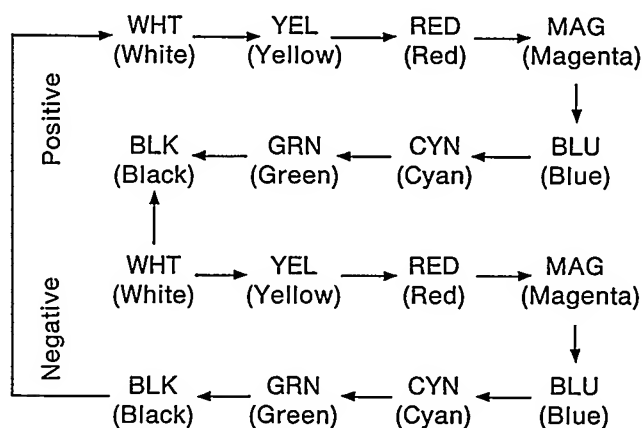 WHT YEL RED MAG
(White) (Yellow) (Red) (Magenta)
Positive
BLK GRN CYN BLU
(Black) (Green) (Cyan) (Blue)
WHT YEL RED MAG
(White) (Yellow) (Red) (Magenta)
Negative
BLK GRN CYN BLU
(Black) (Green) (Cyan) (Blue)